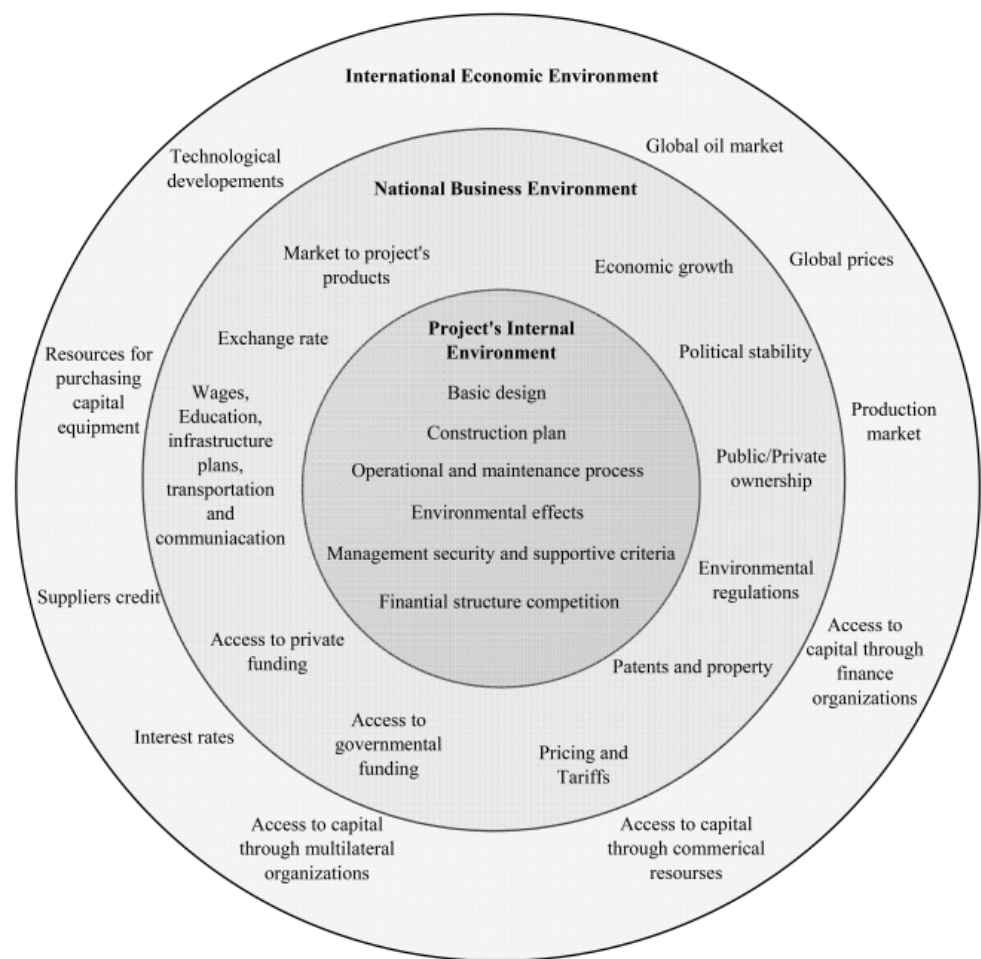 International Economic Environment
Technological
developements
Global oil market
Global prices
Resources for
purchasing
capital
equipment
Production
market
Suppliers credit
Access to
capital through
finance
organizations
Interest rates
Access to capital
through multilateral
organizations
Access to capital
through commerical
resourses
National Business Environment
Market to project's
products
Economic growth
Exchange rate
Political stability
Wages,
Education,
infrastructure
plans,
transportation
and
communiacation
Public/Private
ownership
Environmental
regulations
Access to private
funding
Patents and property
Access to
governmental
funding
Pricing and
Tariffs
Project's Internal
Environment
Basic design
Construction plan
Operational and maintenance process
Environmental effects
Management security and supportive criteria
Finantial structure competition